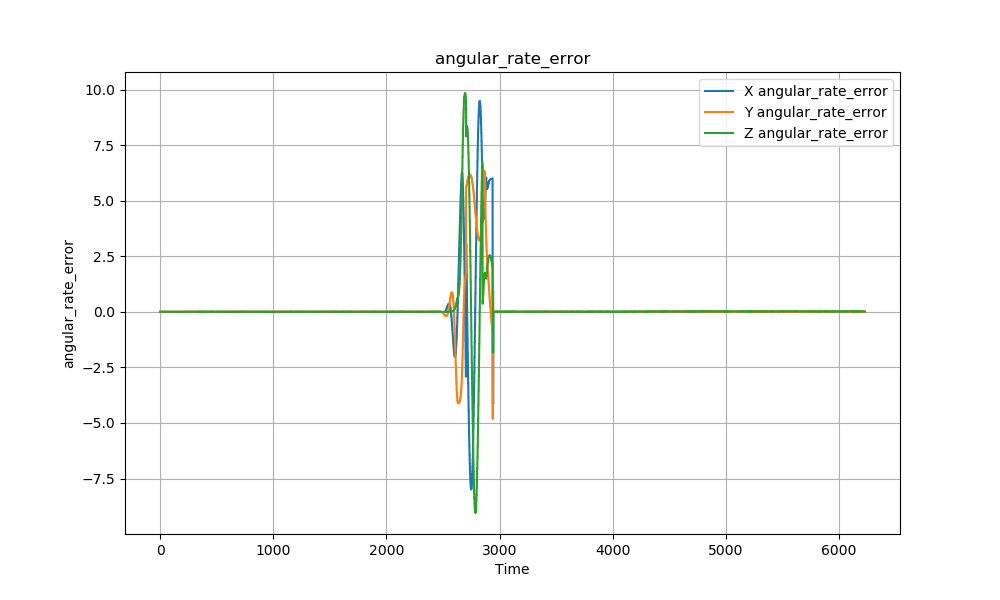 angular_rate_error
10.0
7.5
5.0
2.5
0.0
−2.5
−5.0
−7.5
angular_rate_error
X angular_rate_error
Y angular_rate_error
Z angular_rate_error
0 1000 2000 3000 4000 5000 6000
Time